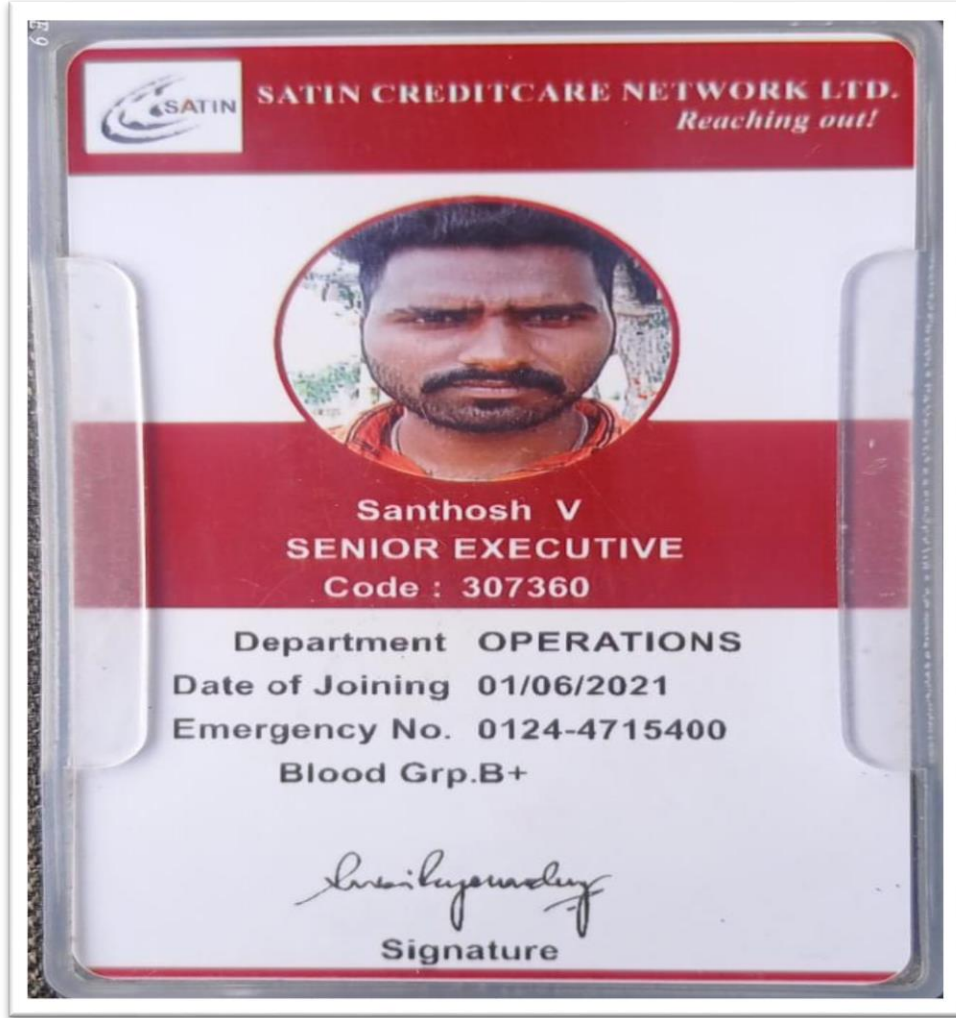 SATIN
SATIN CREDITCARE NETWORK LTD.
Reaching out!
Santhosh V
SENIOR EXECUTIVE
Code : 307360
Department OPERATIONS
Date of Joining 01/06/2021
Emergency No. 0124-4715400
Blood Grp.B+
Signature